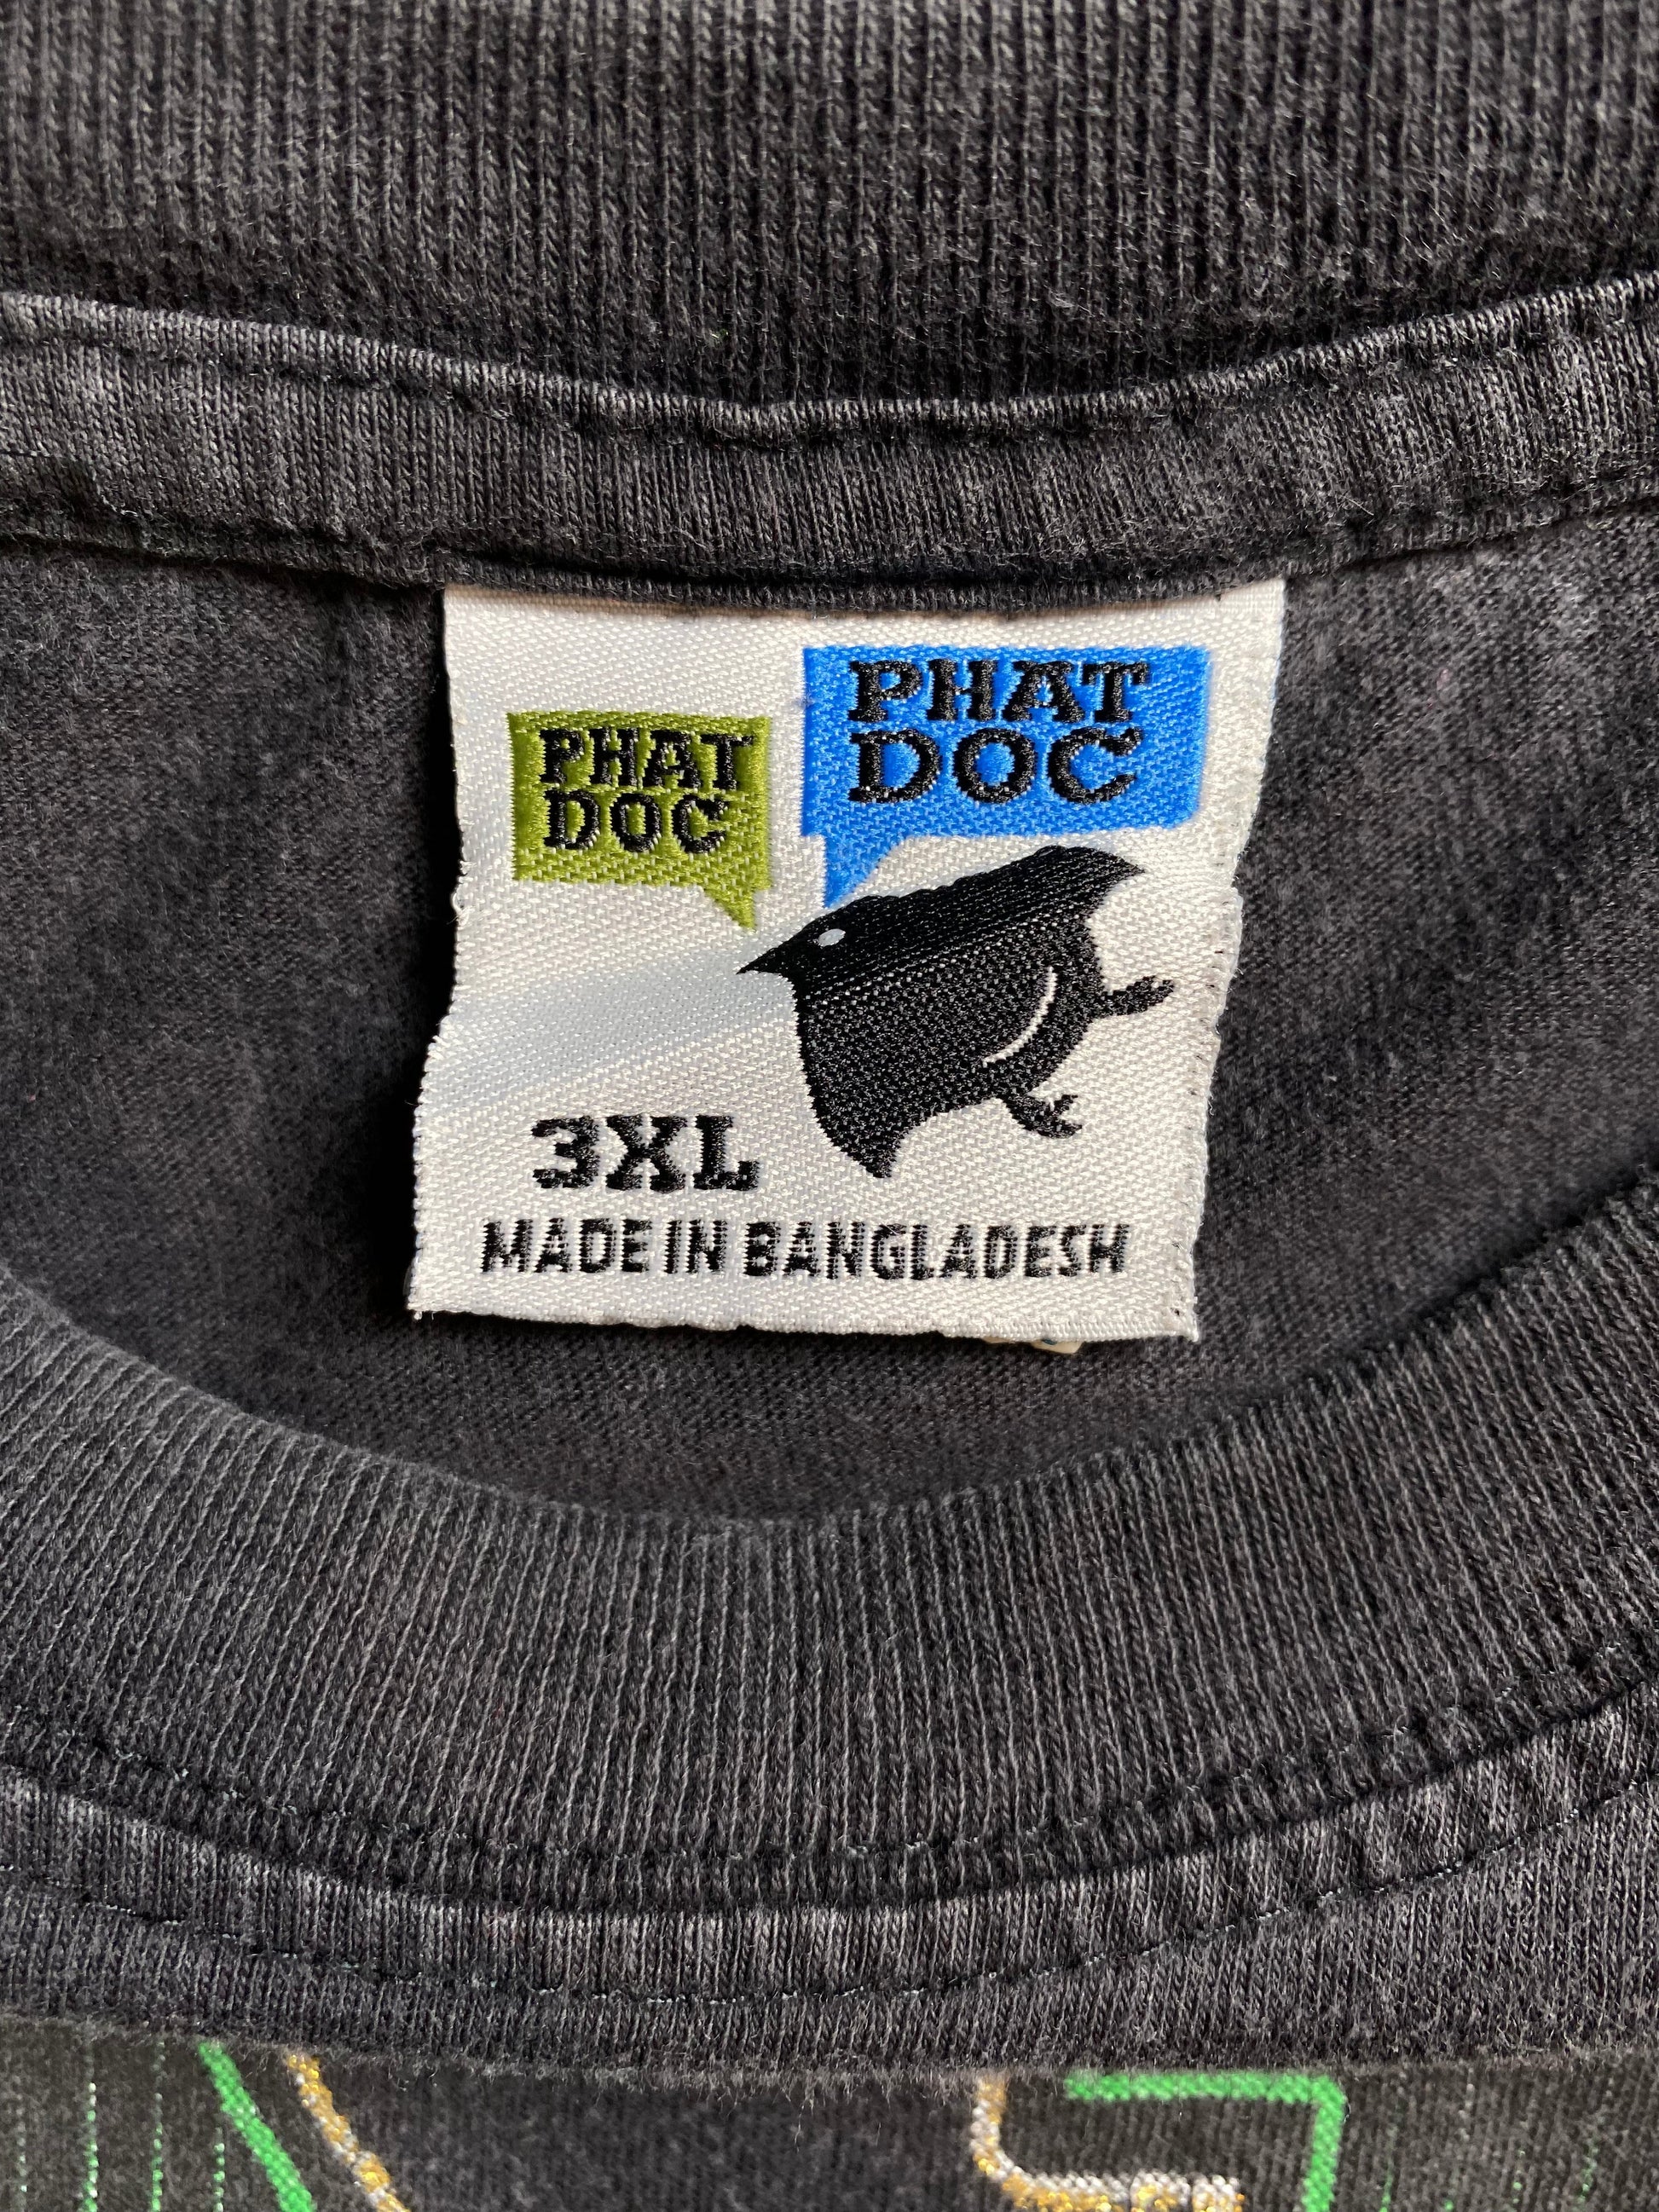 PHAT
DOC
PHAT
DOC
3XL
MADE IN BANGLADESH